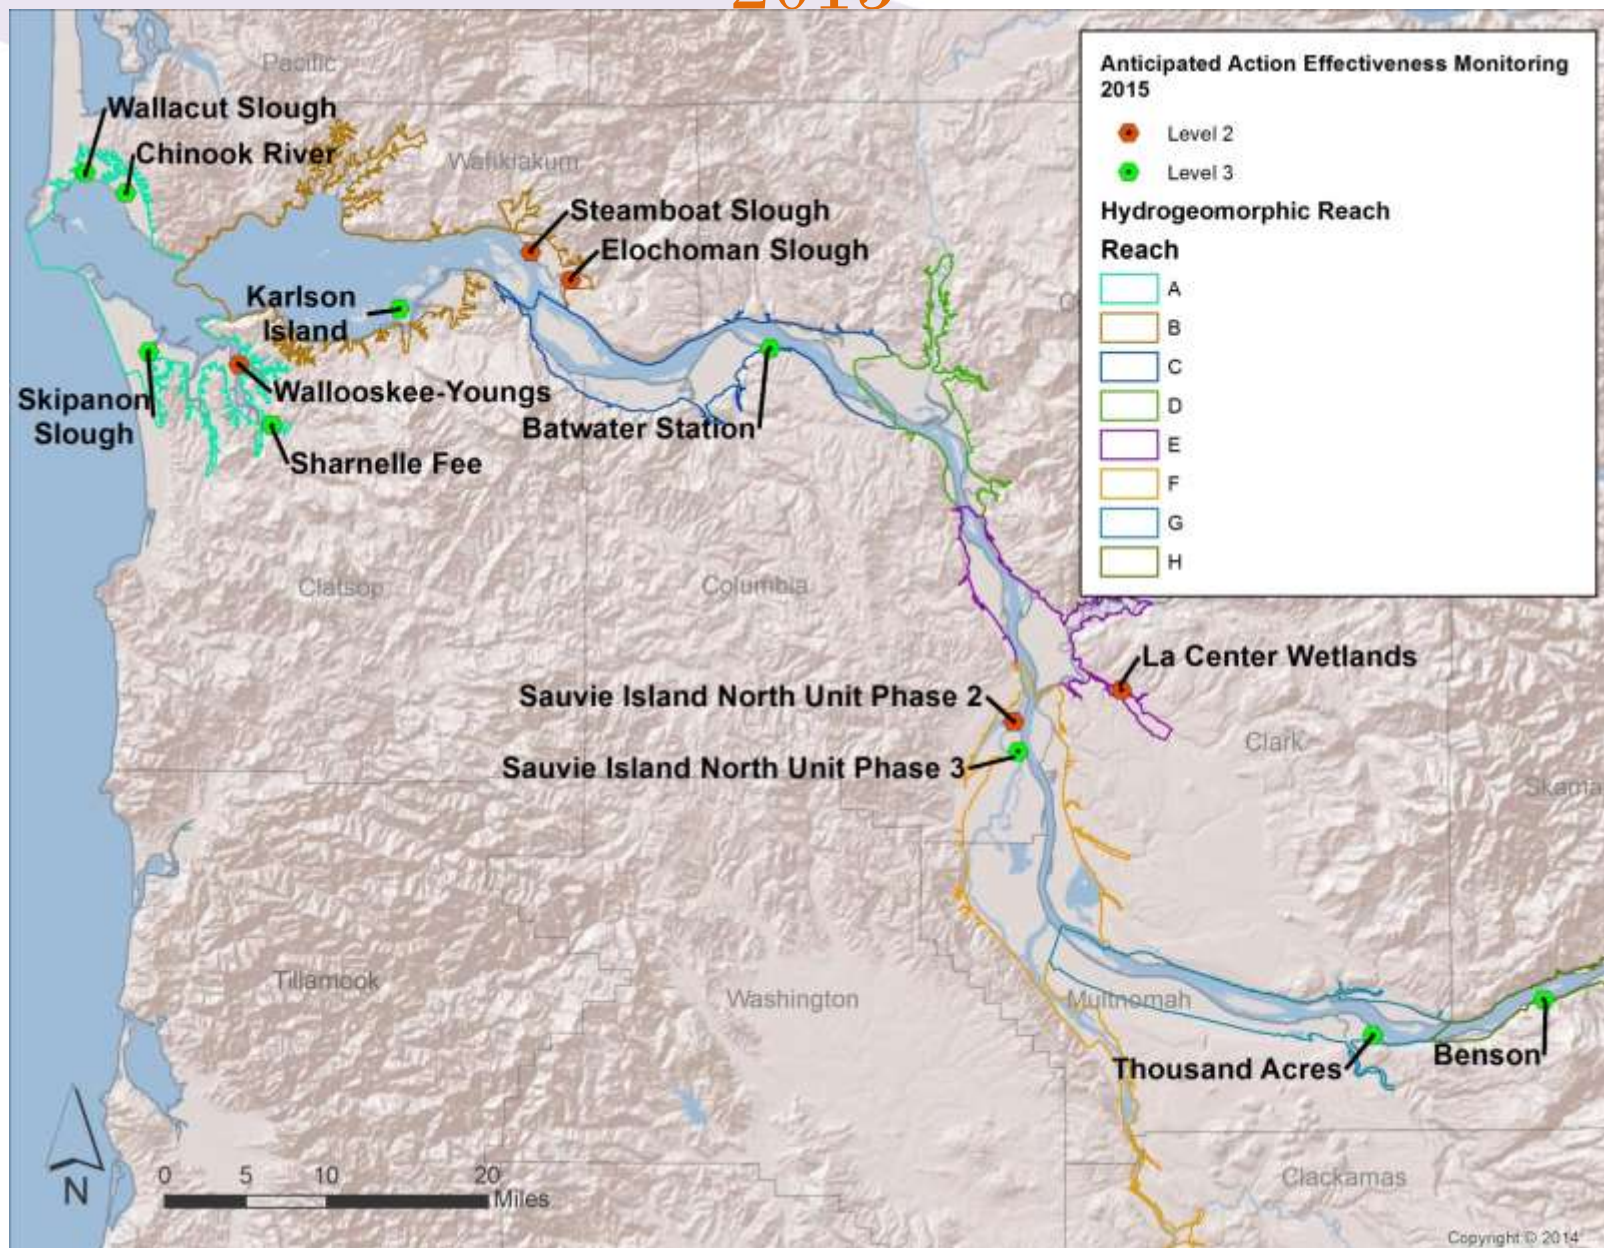 2015
Pacific
Wallacut Slough
Chinook River
Wahkiakum
Steamboat Slough
Elochoman Slough
Karlson
Island
Skipanon
Slough
Wallooskee-Youngs
Sharnelle Fee
Batwater Station
Clatsop
Columbia
La Center Wetlands
Sauvie Island North Unit Phase 2
Sauvie Island North Unit Phase 3
Clark
Skama
Tillamook
Washington
Multnomah
Thousand Acres
Benson
Clackamas
Anticipated Action Effectiveness Monitoring
2015
Level 2
Level 3
Hydrogeomorphic Reach
Reach
A
B
C
D
E
F
G
H
N
0 5 10 20
Miles
Copyright © 2014